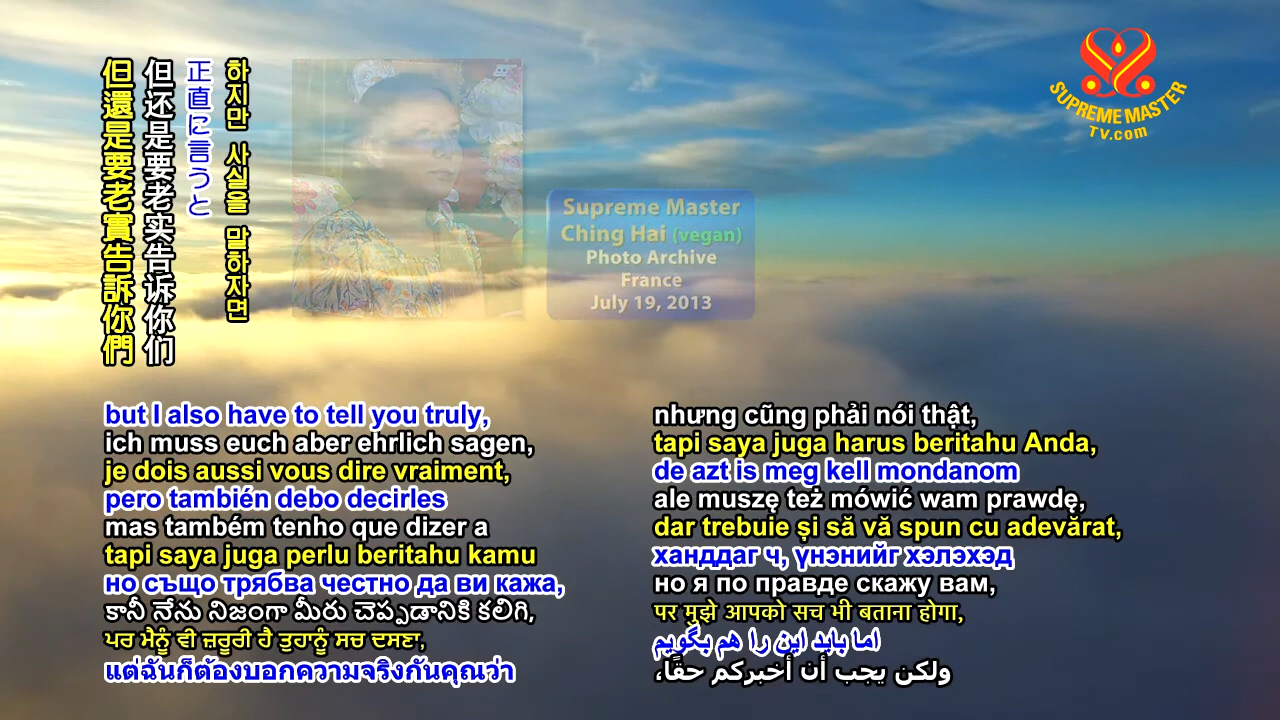 但還是要老實告訴你們
但还是要老实告诉你们
正直に言うと
하지만 사실을 말하자면
SUPREME MASTER
TV.com
Supreme Master
Ching Hai (vegan)
Photo Archive
France
July 19, 2013
but I also have to tell you truly,
ich muss euch aber ehrlich sagen,
je dois aussi vous dire vraiment,
pero también debo decirles
mas também tenho que dizer a
tapi saya juga perlu beritahu kamu
но също трябва честно да ви кажа,
కానీ నేను నిజంగా మీరు చెప్పడానికి కలిగి,
ਪਰ ਮੈਨੂੰ ਵੀ ਜ਼ਰੂਰੀ ਹੈ ਤੁਹਾਨੂੰ ਸਚ ਦਸਣਾ,
แต่ฉันก็ต้องบอกความจริงกันคุณว่า
nhưng cũng phải nói thật,
tapi saya juga harus beritahu Anda,
de azt is meg kell mondanom
ale muszę też mówić wam prawdę,
dar trebuie și să vă spun cu adevărat,
ханддаг ч, үнэнийг хэлэхэд
но я по правде скажу вам,
पर मुझे आपको सच भी बताना होगा,
اما باید این را هم بگویم
ولكن يجب أن أخبركم حقًا،